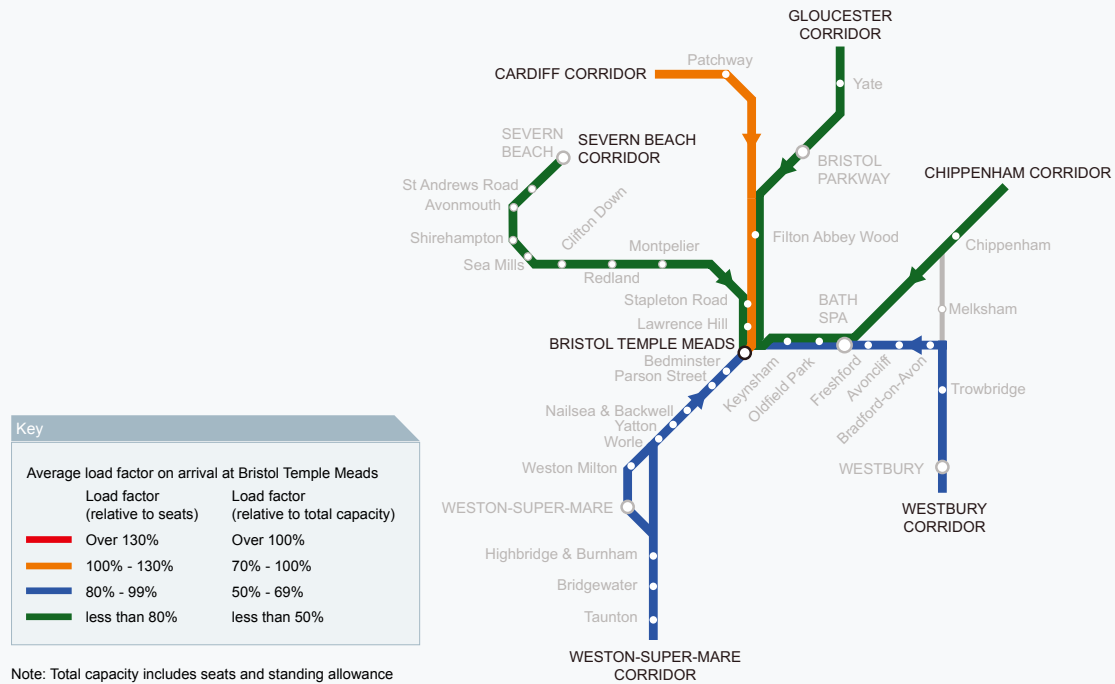 GLOUCESTER
CORRIDOR
Patchway
CARDIFF CORRIDOR
Yate
SEVERN
BEACH
SEVERN BEACH
CORRIDOR
BRISTOL
PARKWAY
CHIPPENHAM CORRIDOR
St Andrews Road
Avonmouth
Clifton Down
Shirehampton
Montpelier
Filton Abbey Wood
Chippenham
Sea Mills
Redland
Stapleton Road
BATH
SPA
Melksham
Lawrence Hill
BRISTOL TEMPLE MEADS
Bedminster
Parson Street
Keynsham
Oldfield Park
Freshford
Avoncliff
Bradford-on-Avon
Trowbridge
Nailsea & Backwell
Yatton
Worle
Weston Milton
WESTBURY
WESTON-SUPER-MARE
WESTBURY
CORRIDOR
Highbridge & Burnham
Bridgewater
Taunton
WESTON-SUPER-MARE
CORRIDOR
Key
Average load factor on arrival at Bristol Temple Meads
Load factor
(relative to seats)
Load factor
(relative to total capacity)
Over 130% Over 100%
100% - 130% 70% - 100%
80% - 99% 50% - 69%
less than 80% less than 50%
Note: Total capacity includes seats and standing allowance